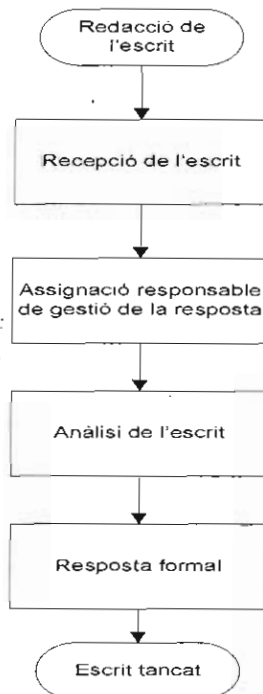 Redacció de
l'escrit
Recepció de l'escrit
Assignació responsable
de gestió de la resposta
Anàlisi de l'escrit
Resposta formal
Escrit tancat